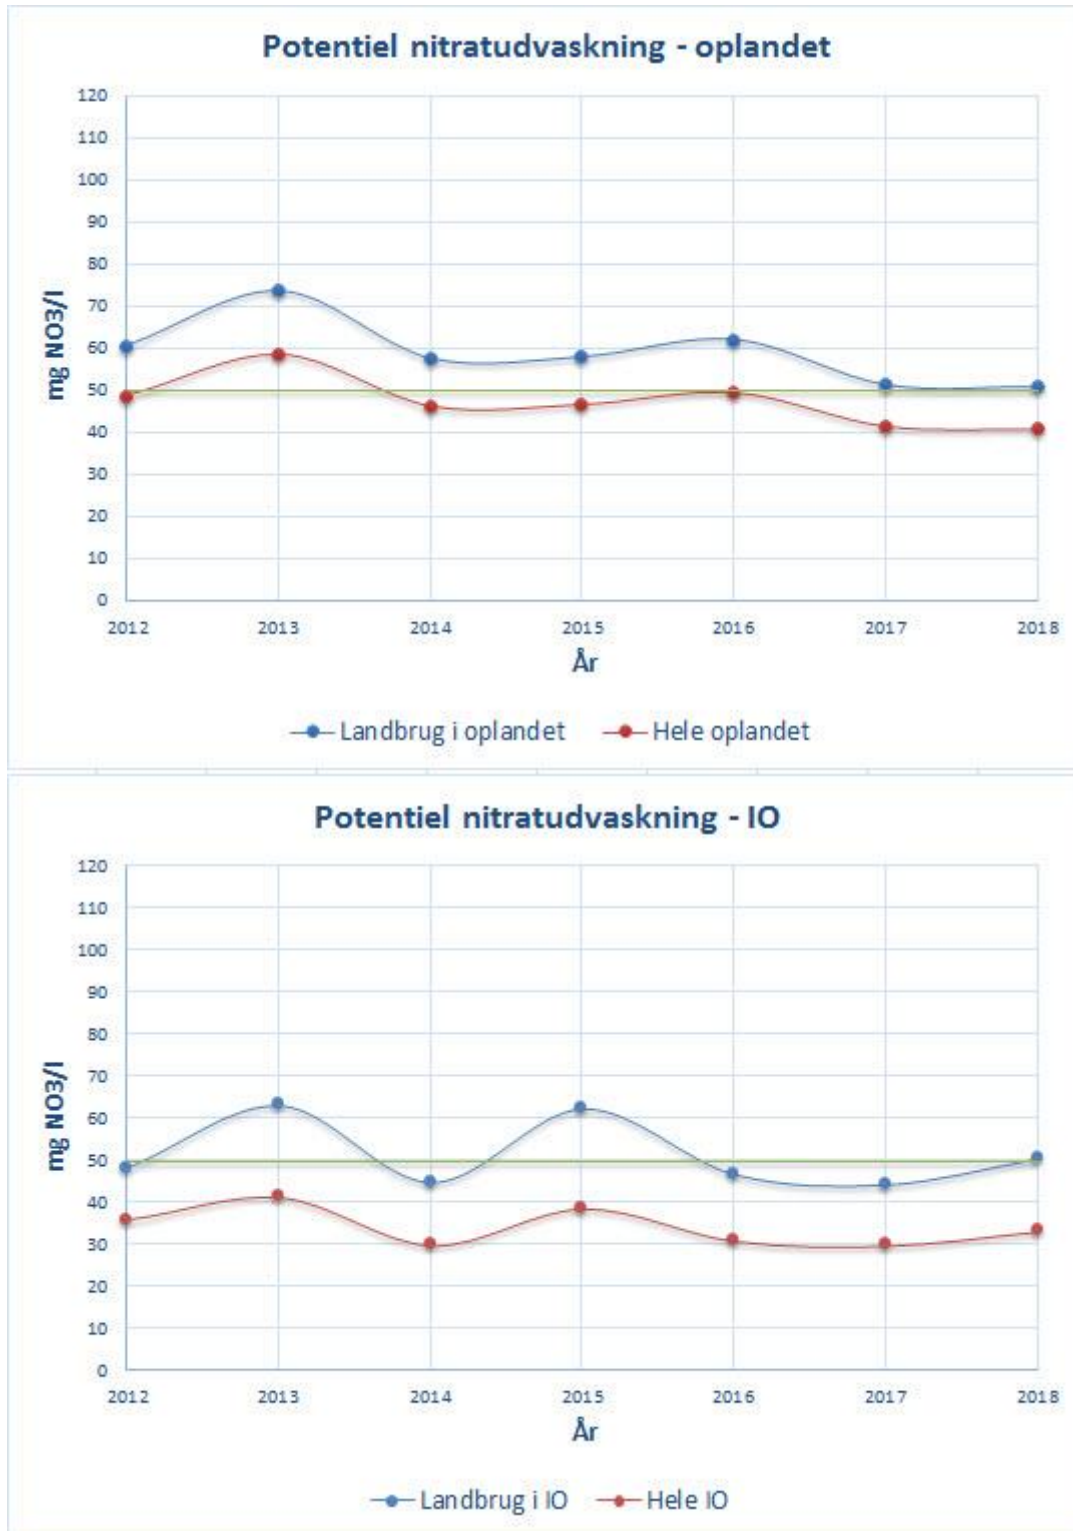 Potentiel nitratudvaskning - oplandet
120
110
100
90
80
70
60
50
40
30
20
10
0
mg NO3/l
2012 2013 2014 2015 2016 2017 2018
År
Landbrug i oplandet Hele oplandet
Potentiel nitratudvaskning - IO
120
110
100
90
80
70
60
50
40
30
20
10
0
mg NO3/l
2012 2013 2014 2015 2016 2017 2018
År
Landbrug i IO Hele IO